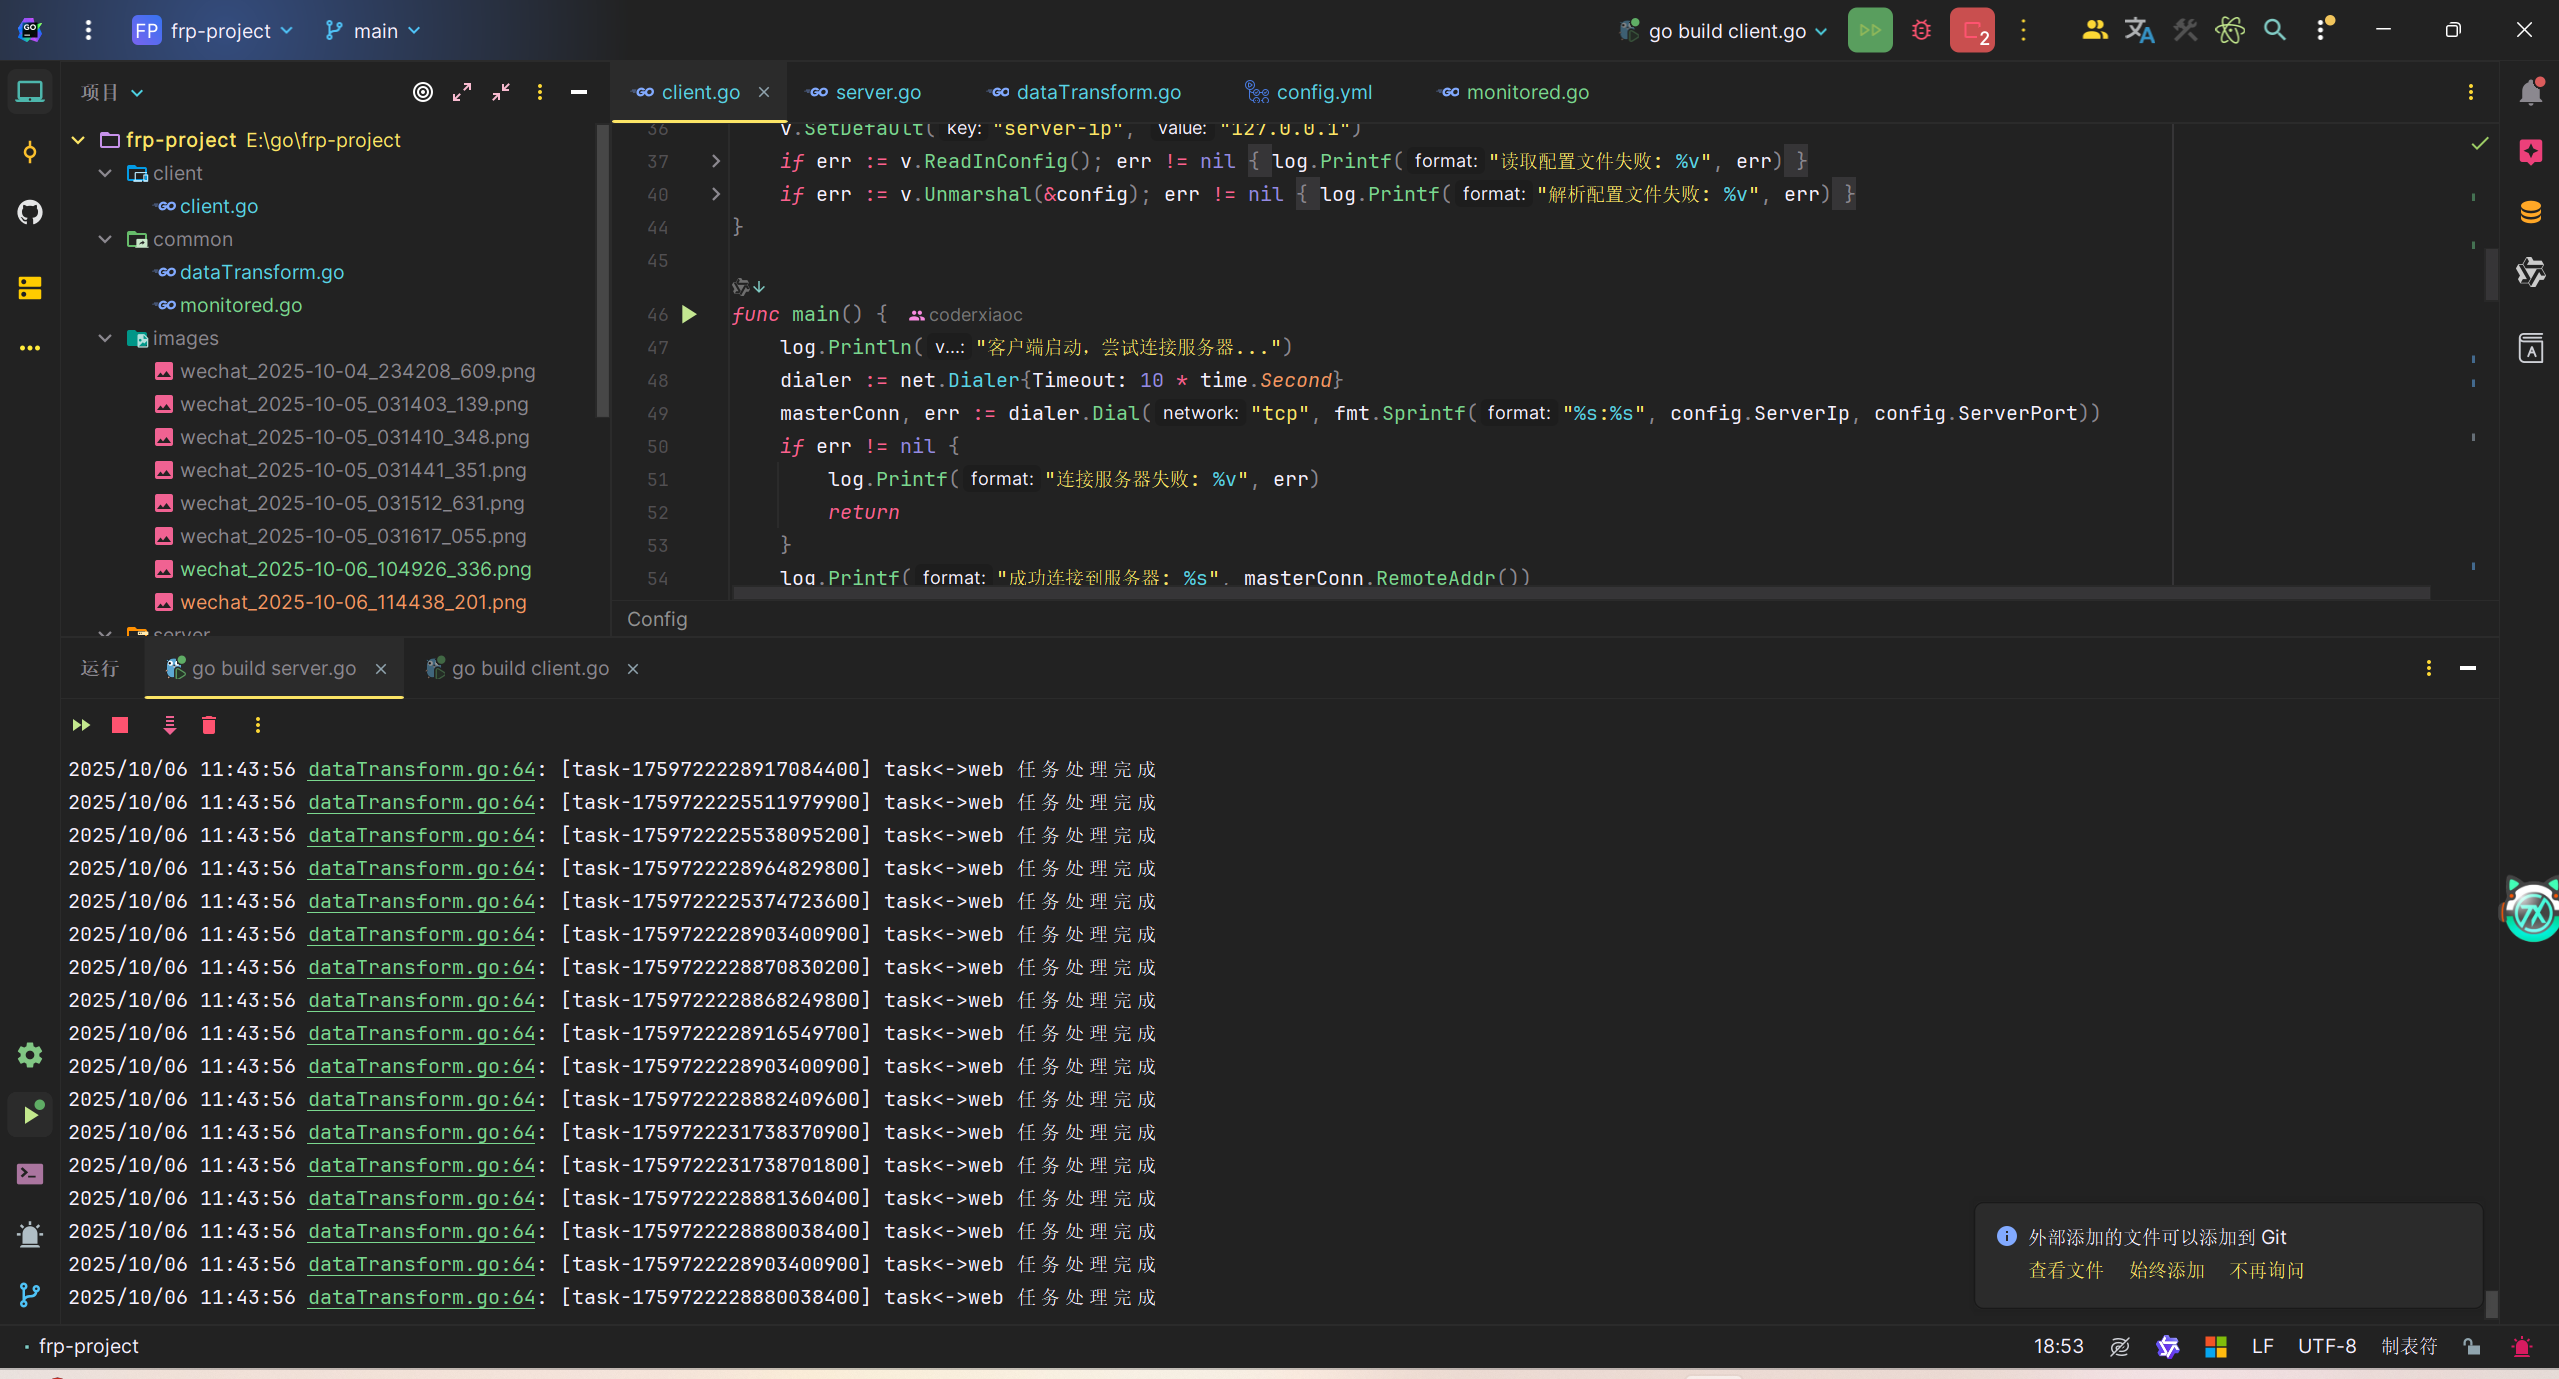 FP frp-project main go build client.go 2
项目
client.go server.go dataTransform.go config.yml monitored.go
frp-project E:\go\frp-project
client
client.go
common
dataTransform.go
monitored.go
images
wechat_2025-10-04_234208_609.png
wechat_2025-10-05_031403_139.png
wechat_2025-10-05_031410_348.png
wechat_2025-10-05_031441_351.png
wechat_2025-10-05_031512_631.png
wechat_2025-10-05_031617_055.png
wechat_2025-10-06_104926_336.png
wechat_2025-10-06_114438_201.png
server
36 v.SetDefault( key: "server-ip", value: "127.0.0.1")
37 if err := v.ReadInConfig(); err != nil { log.Printf( format: "读取配置文件失败: %v", err) }
40 if err := v.Unmarshal(&config); err != nil { log.Printf( format: "解析配置文件失败: %v", err) }
44 }
45
46 func main() { coderxiaoc
47 log.Println( v...: "客户端启动，尝试连接服务器...")
48 dialer := net.Dialer{Timeout: 10 * time.Second}
49 masterConn, err := dialer.Dial( network: "tcp", fmt.Sprintf( format: "%s:%s", config.ServerIp, config.ServerPort))
50 if err != nil {
51 log.Printf( format: "连接服务器失败: %v", err)
52 return
53 }
54 log.Printf( format: "成功连接到服务器: %s", masterConn.RemoteAddr())
Config
运行 go build server.go go build client.go
2025/10/06 11:43:56 dataTransform.go:64: [task-1759722228917084400] task<->web 任务处理完成
2025/10/06 11:43:56 dataTransform.go:64: [task-1759722225511979900] task<->web 任务处理完成
2025/10/06 11:43:56 dataTransform.go:64: [task-1759722225538095200] task<->web 任务处理完成
2025/10/06 11:43:56 dataTransform.go:64: [task-1759722228964829800] task<->web 任务处理完成
2025/10/06 11:43:56 dataTransform.go:64: [task-1759722225374723600] task<->web 任务处理完成
2025/10/06 11:43:56 dataTransform.go:64: [task-1759722228903400900] task<->web 任务处理完成
2025/10/06 11:43:56 dataTransform.go:64: [task-1759722228870830200] task<->web 任务处理完成
2025/10/06 11:43:56 dataTransform.go:64: [task-1759722228868249800] task<->web 任务处理完成
2025/10/06 11:43:56 dataTransform.go:64: [task-1759722228916549700] task<->web 任务处理完成
2025/10/06 11:43:56 dataTransform.go:64: [task-1759722228903400900] task<->web 任务处理完成
2025/10/06 11:43:56 dataTransform.go:64: [task-1759722228882409600] task<->web 任务处理完成
2025/10/06 11:43:56 dataTransform.go:64: [task-1759722231738370900] task<->web 任务处理完成
2025/10/06 11:43:56 dataTransform.go:64: [task-1759722231738701800] task<->web 任务处理完成
2025/10/06 11:43:56 dataTransform.go:64: [task-1759722228881360400] task<->web 任务处理完成
2025/10/06 11:43:56 dataTransform.go:64: [task-1759722228880038400] task<->web 任务处理完成
2025/10/06 11:43:56 dataTransform.go:64: [task-1759722228903400900] task<->web 任务处理完成
2025/10/06 11:43:56 dataTransform.go:64: [task-1759722228880038400] task<->web 任务处理完成
外部添加的文件可以添加到 Git
查看文件 始终添加 不再询问
frp-project 18:53 LF UTF-8 制表符